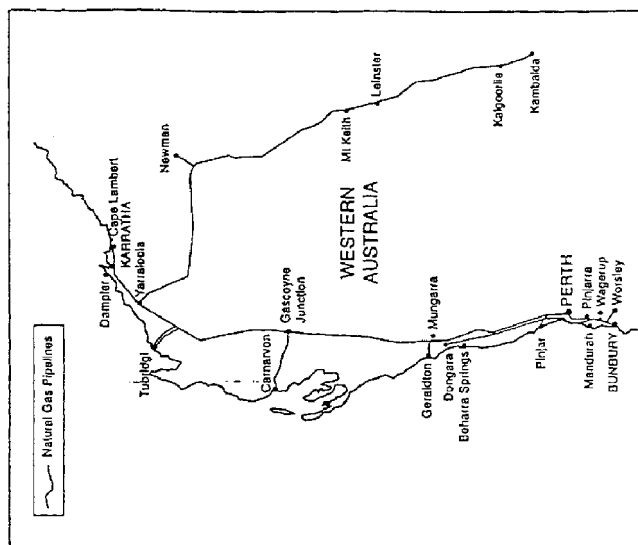 Natural Gas Pipelines
Dampier
Cape Lambert
KARRATHA
Yarraloola
Tubridgi
Newman
Carnarvon
Gascoyne
Junction
Mt Keith
Leinster
WESTERN
AUSTRALIA
Kalgoorlie
Kambalda
Geraldton
Mungarra
Dongara
Beharra Springs
Pinjar
PERTH
Mandurah
Pinjarra
Wagerup
BUNBURY
Worsley